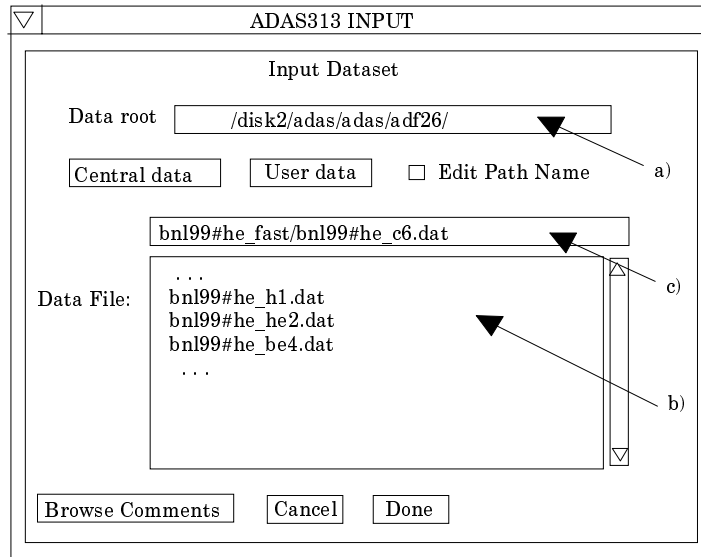 ADAS313 INPUT
Input Dataset
Data root /disk2/adas/adas/adf26/
a)
Central data User data Edit Path Name
bnl99#he_fast/bnl99#he_c6.dat
c)
. . .
Data File: bnl99#he_h1.dat
bnl99#he_he2.dat
bnl99#he_be4.dat
. . .
b)
Browse Comments Cancel Done